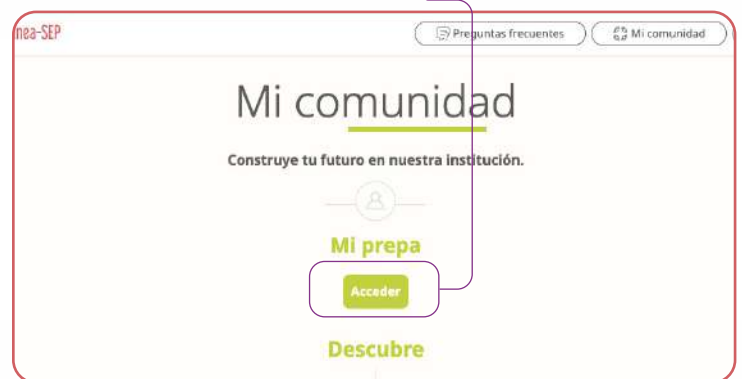 nea-SEP
Preguntas frecuentes
Mi comunidad
Mi comunidad
Construye tu futuro en nuestra institución.
Mi prepa
Acceder
Descubre